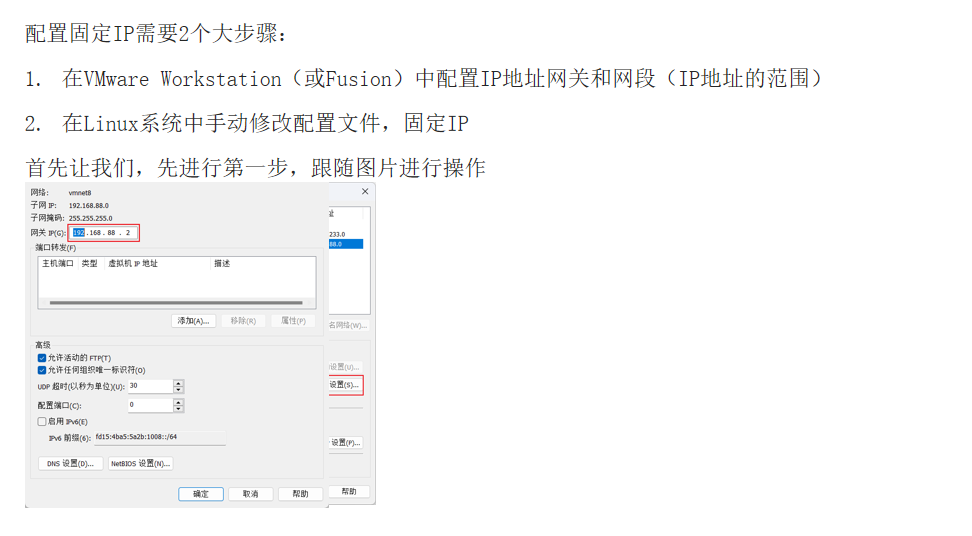 配置固定IP需要2个大步骤：
1. 在VMware Workstation（或Fusion）中配置IP地址网关和网段（IP地址的范围）
2. 在Linux系统中手动修改配置文件，固定IP
首先让我们，先进行第一步，跟随图片进行操作
网络: vmnet8
子网 IP: 192.168.88.0
子网掩码: 255.255.255.0
网关 IP(G): 192.168.88.2
233.0
88.0
端口转发(F)
主机端口 类型 虚拟机 IP 地址 描述
添加(A)... 移除(R) 属性(P)
名网络(W)...
高级
允许活动的 FTP(T)
允许任何组织唯一标识符(O)
设置(U)...
UDP 超时(以秒为单位)(U): 30
设置(S)...
配置端口(C): 0
启用 IPv6(E)
IPv6 前缀(6): fd15:4ba5:5a2b:1008::/64
设置(P)...
DNS 设置(D)... NetBIOS 设置(N)...
确定 取消 帮助
帮助